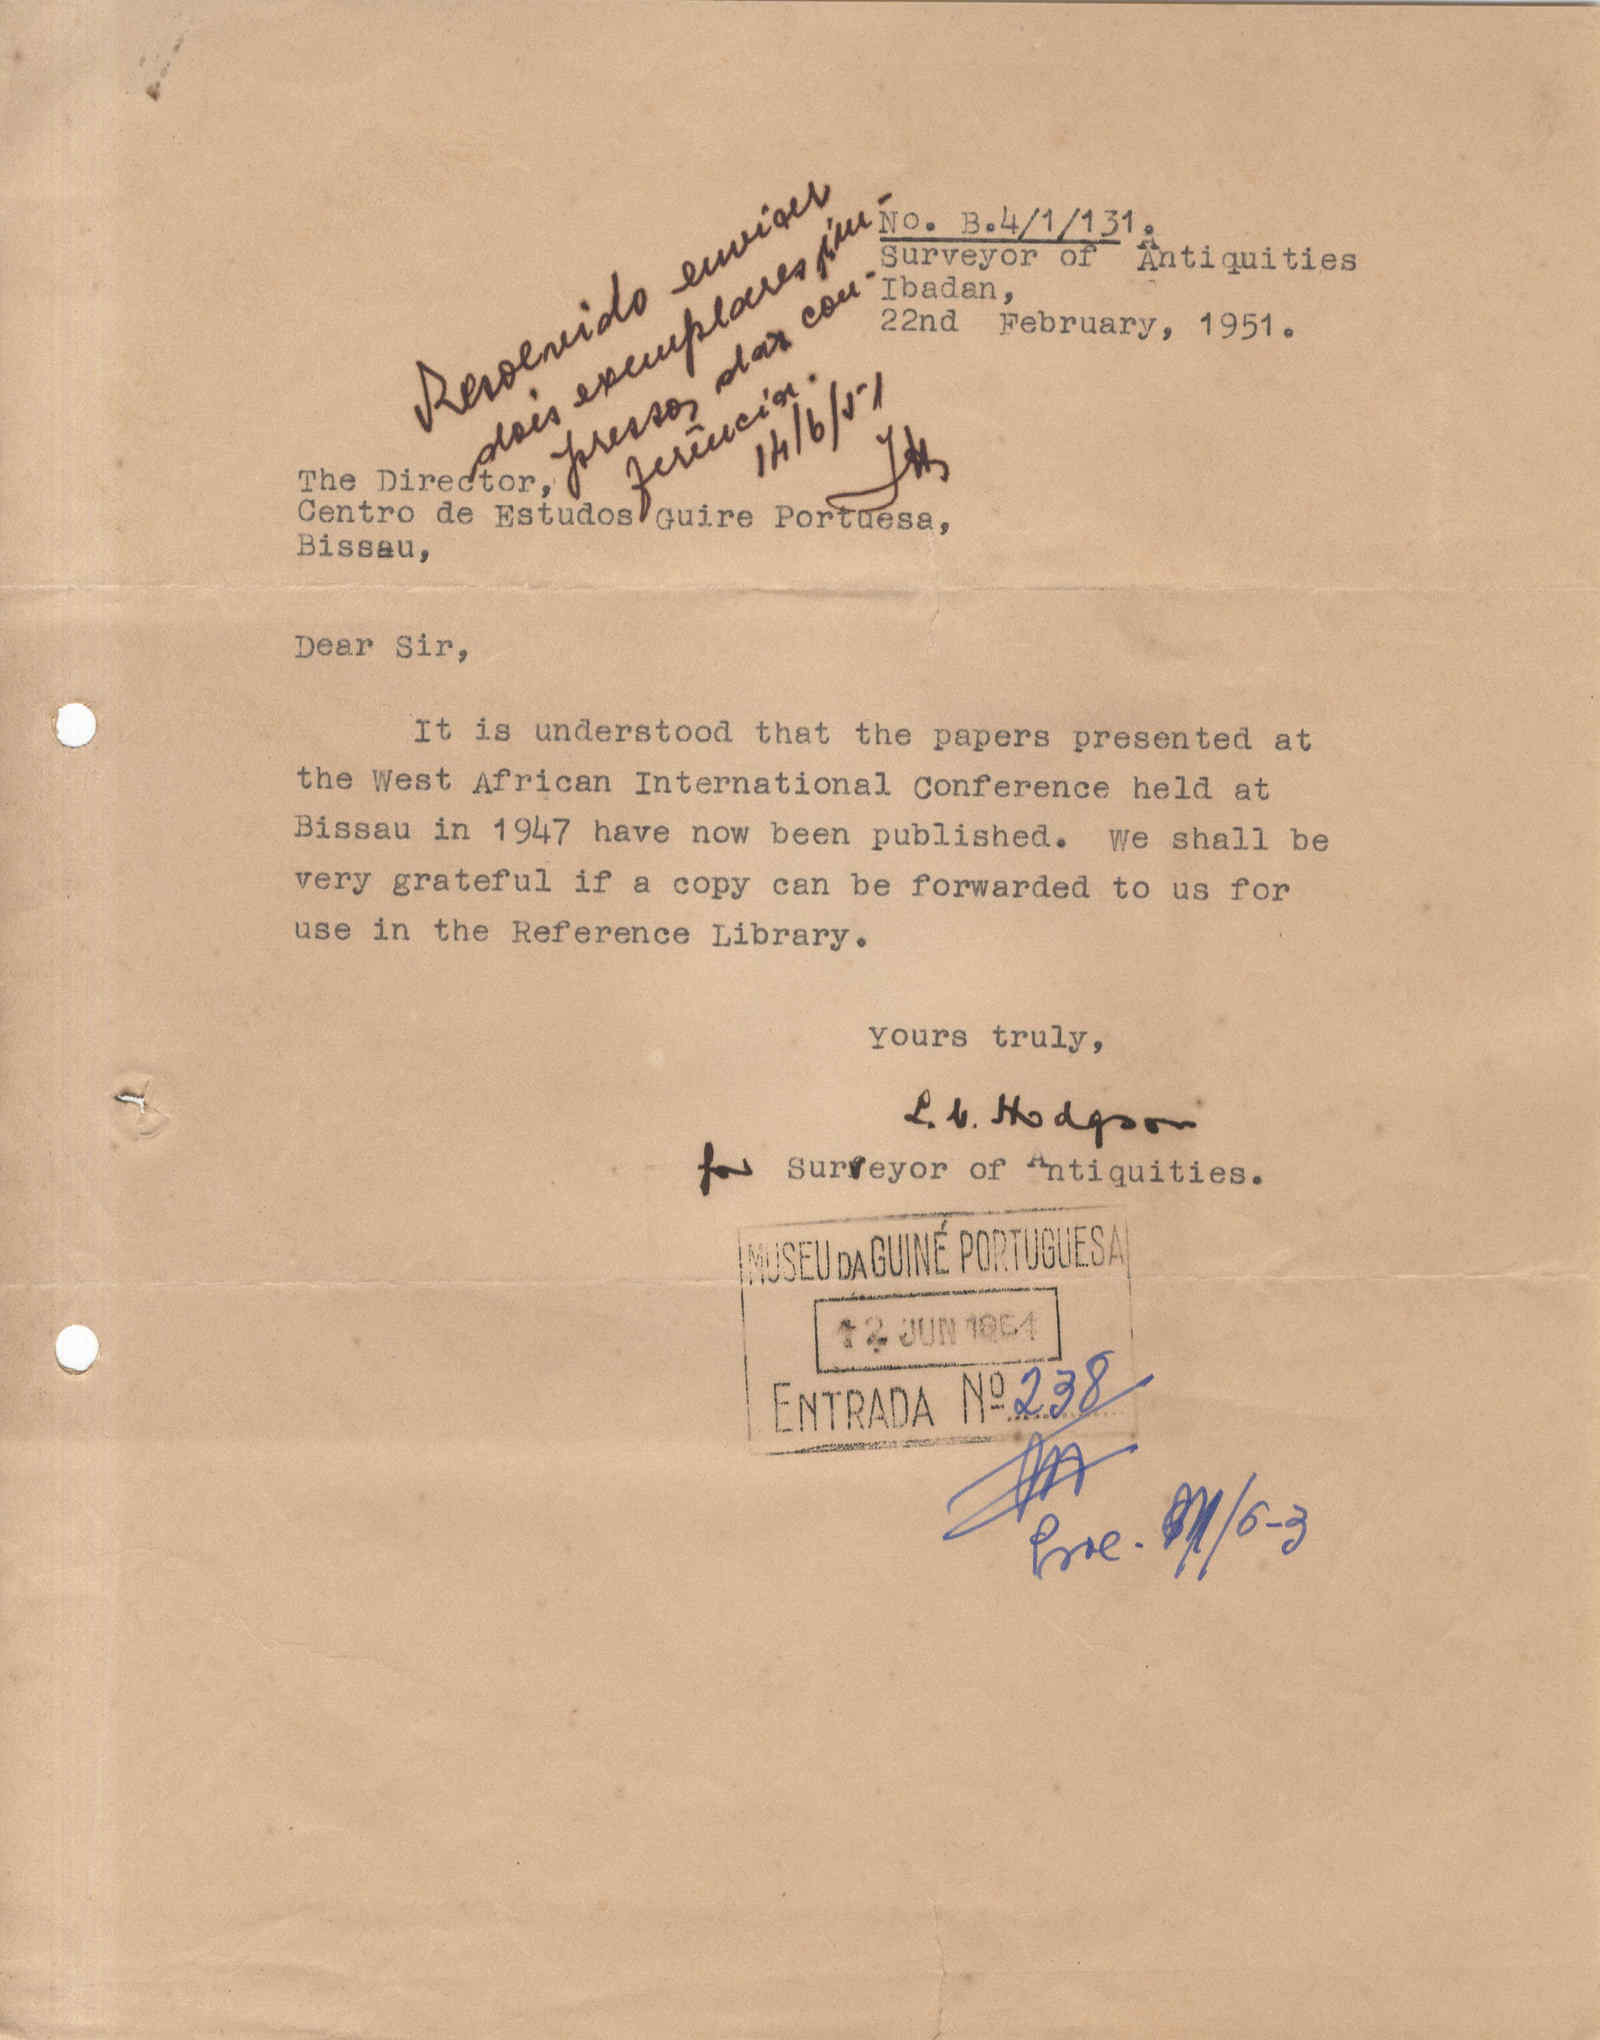 No. B.4/1/131.
Surveyor of Antiquities
Ibadan,
22nd February, 1951.
Resolvido enviar
dois exemplares im-
pressos das con-
ferências.
14/6/51
The Director,
Centro de Estudos Guire Portuesa,
Bissau,
Dear Sir,
It is understood that the papers presented at
the West African International Conference held at
Bissau in 1947 have now been published. We shall be
very grateful if a copy can be forwarded to us for
use in the Reference Library.
Yours truly,
L. V. Hodgson
for Surveyor of Antiquities.
MUSEU DA GUINÉ PORTUGUESA
12 JUN 1951
ENTRADA Nº 238
Proc. /6-3